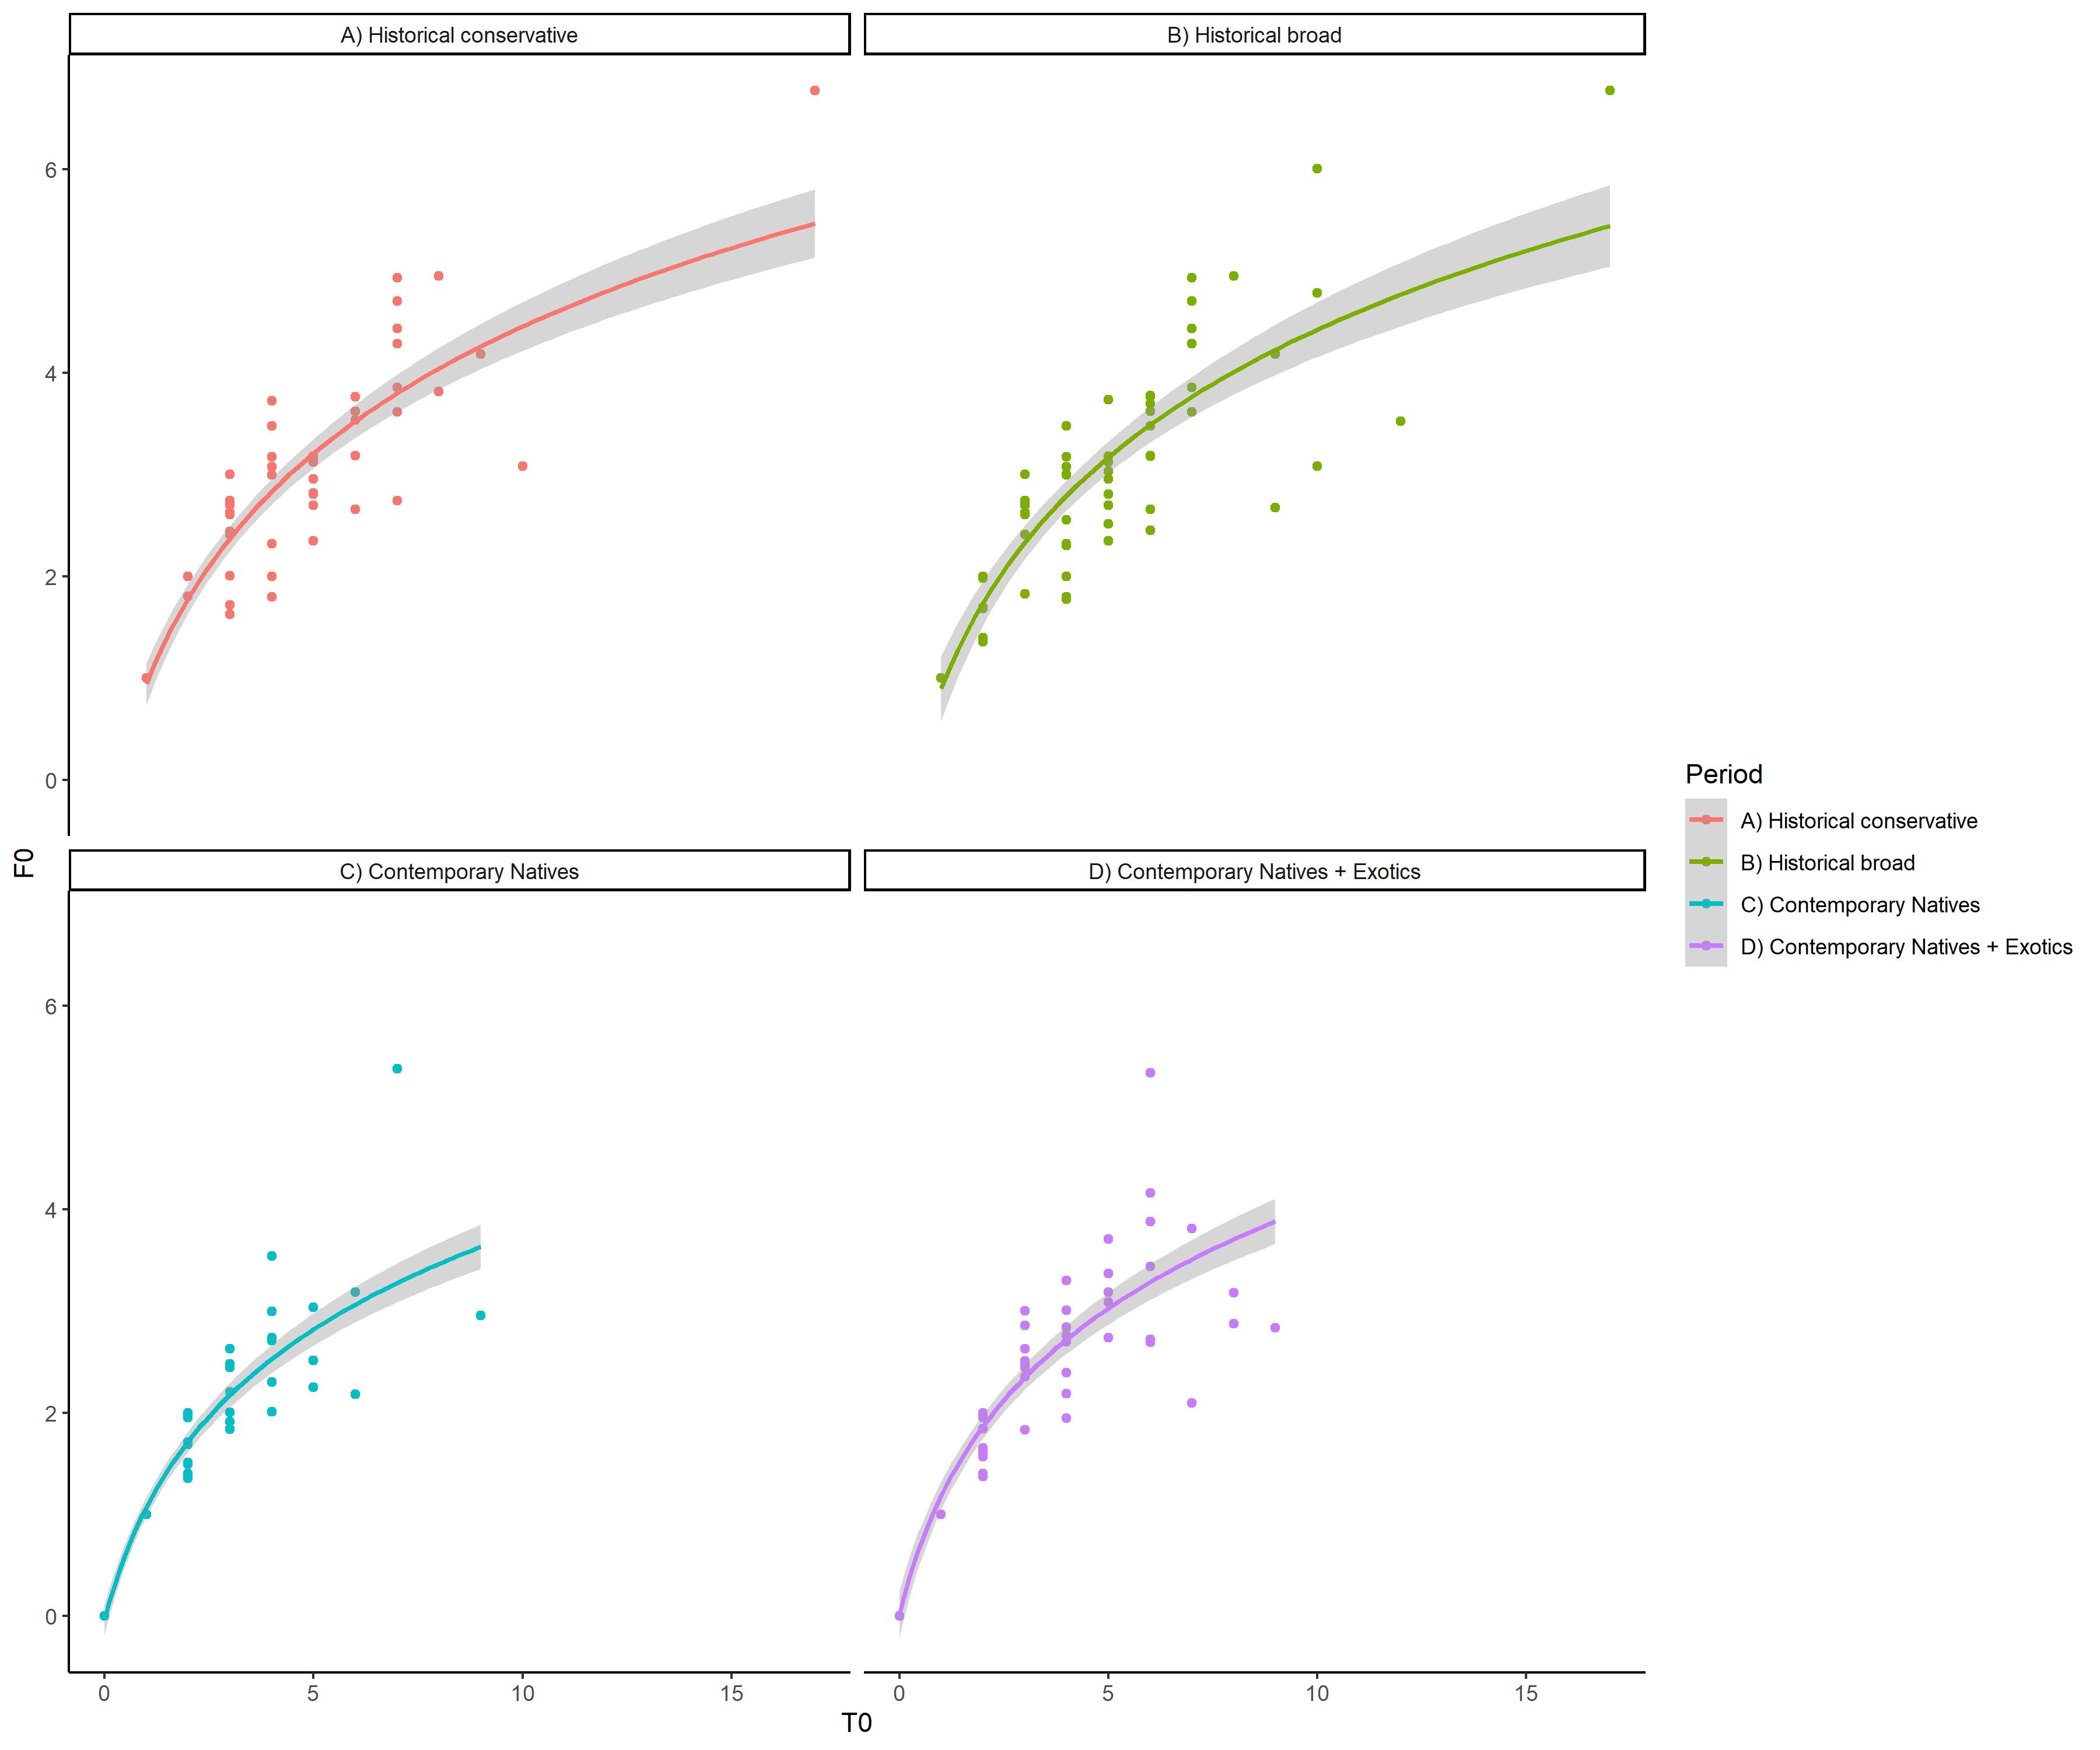 A) Historical conservative
B) Historical broad
6
4
2
0
F0
C) Contemporary Natives
D) Contemporary Natives + Exotics
6
4
2
0
0
5
10
15
0
5
10
15
T0
Period
A) Historical conservative
B) Historical broad
C) Contemporary Natives
D) Contemporary Natives + Exotics